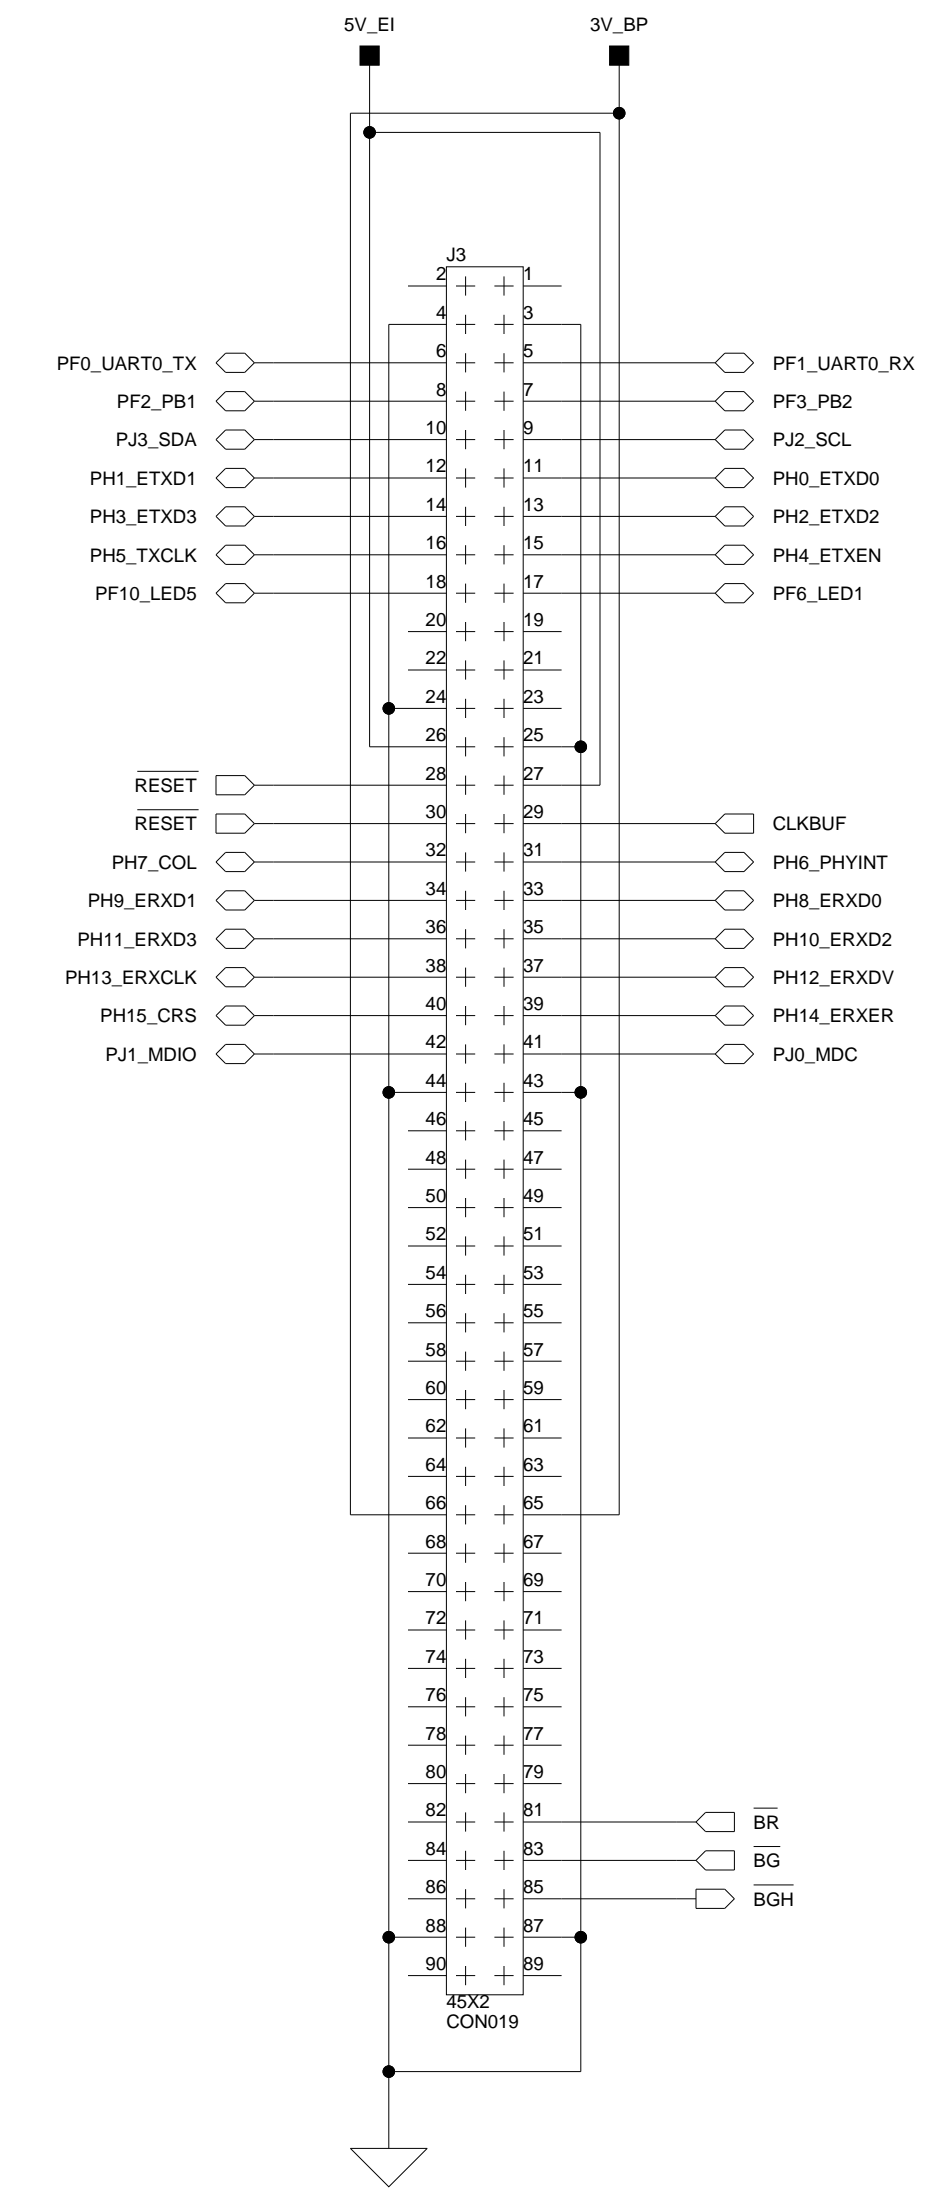 5V_EI 3V_BP
J3
2 1
4 3
PF0_UART0_TX 6 5 PF1_UART0_RX
PF2_PB1 8 7 PF3_PB2
PJ3_SDA 10 9 PJ2_SCL
PH1_ETXD1 12 11 PH0_ETXD0
PH3_ETXD3 14 13 PH2_ETXD2
PH5_TXCLK 16 15 PH4_ETXEN
PF10_LED5 18 17 PF6_LED1
20 19
22 21
24 23
26 25
RESET 28 27
RESET 30 29 CLKBUF
PH7_COL 32 31 PH6_PHYINT
PH9_ERXD1 34 33 PH8_ERXD0
PH11_ERXD3 36 35 PH10_ERXD2
PH13_ERXCLK 38 37 PH12_ERXDV
PH15_CRS 40 39 PH14_ERXER
PJ1_MDIO 42 41 PJ0_MDC
44 43
46 45
48 47
50 49
52 51
54 53
56 55
58 57
60 59
62 61
64 63
66 65
68 67
70 69
72 71
74 73
76 75
78 77
80 79
82 81 BR
84 83 BG
86 85 BGH
88 87
90 89
45X2
CON019